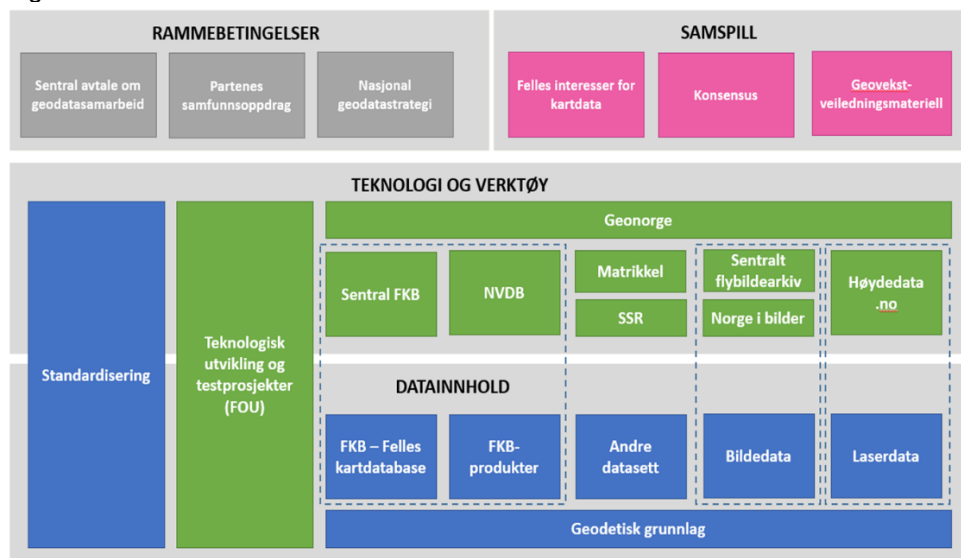 RAMMEBETINGELSER
Sentral avtale om
geodatasamarbeid
Partenes
samfunnsoppdrag
Nasjonal
geodatastrategi
SAMSPILL
Felles interesser for
kartdata
Konsensus
Geovekst-
veiledningsmateriell
TEKNOLOGI OG VERKTØY
Standardisering
Teknologisk
utvikling og
testprosjekter
(FOU)
Geonorge
Sentral FKB
NVDB
Matrikkel
SSR
Sentralt
flybildearkiv
Norge i bilder
Høydedata
.no
DATAINNHOLD
FKB – Felles
kartdatabase
FKB-
produkter
Andre
datasett
Bildedata
Laserdata
Geodetisk grunnlag